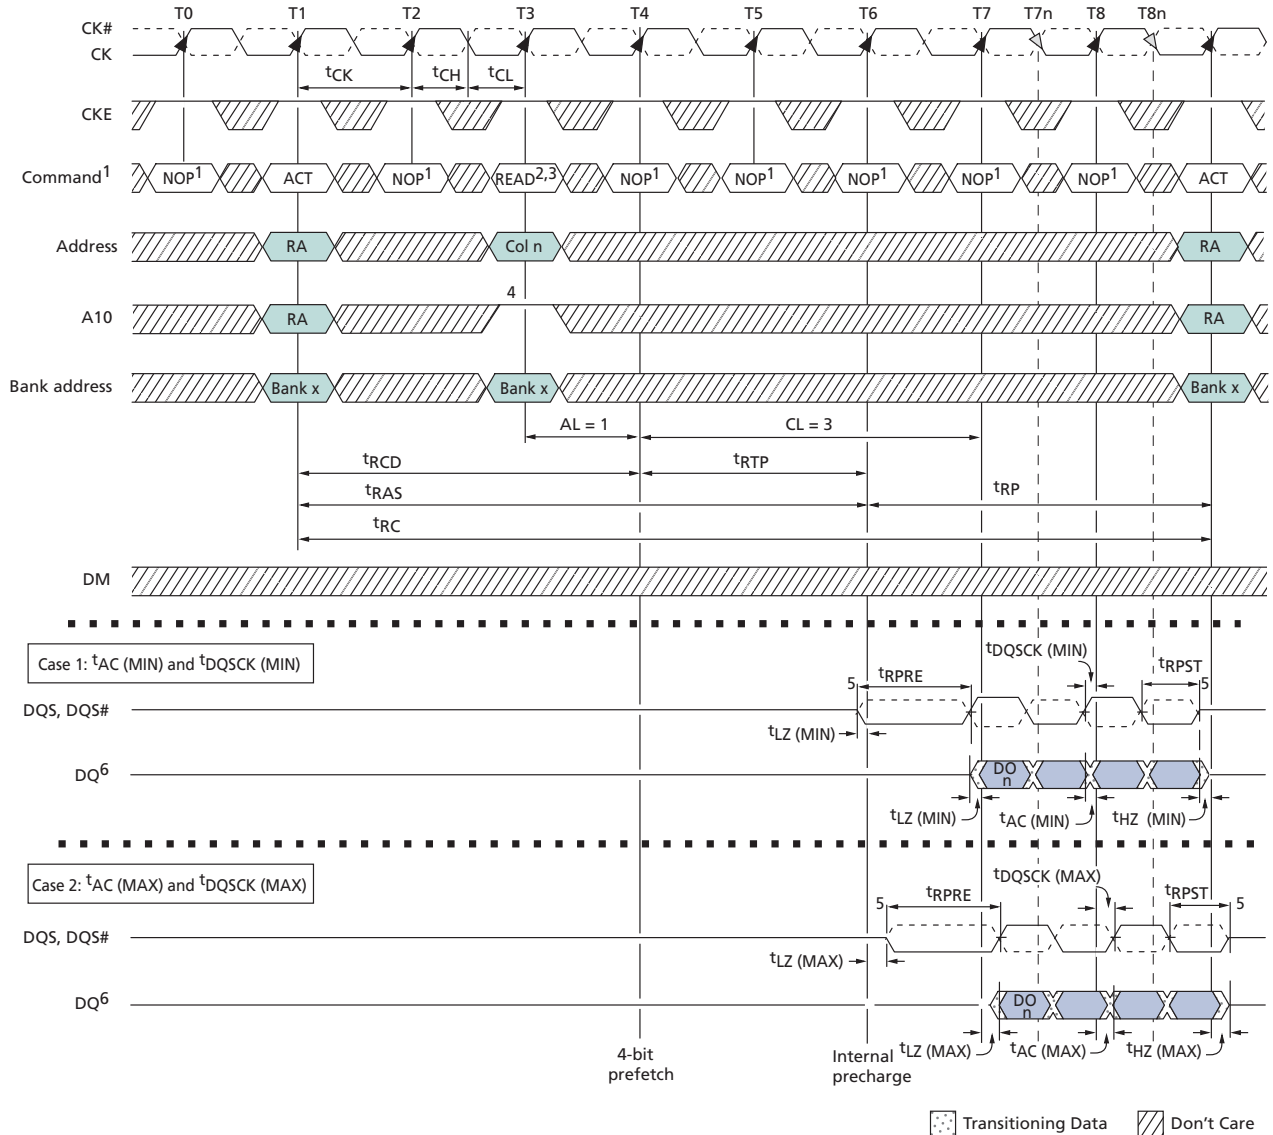 T0 T1 T2 T3 T4 T5 T6 T7 T7n T8 T8n
CK#
CK
tCK tCH tCL
CKE
Command1 NOP1 ACT NOP1 READ2,3 NOP1 NOP1 NOP1 NOP1 NOP1 ACT
Address RA Col n RA
4
A10 RA RA
Bank address Bank x Bank x Bank x
AL = 1 CL = 3
tRCD tRTP
tRAS tRP
tRC
DM
Case 1: tAC (MIN) and tDQSCK (MIN)
tDQSCK (MIN)
5 tRPRE tRPST 5
DQS, DQS#
tLZ (MIN)
DQ6 DO
n
tLZ (MIN) tAC (MIN) tHZ (MIN)
Case 2: tAC (MAX) and tDQSCK (MAX)
tDQSCK (MAX)
5 tRPRE tRPST 5
DQS, DQS#
tLZ (MAX)
DQ6 DO
n
tLZ (MAX) tAC (MAX) tHZ (MAX)
4-bit
prefetch
Internal
precharge
Transitioning Data Don't Care